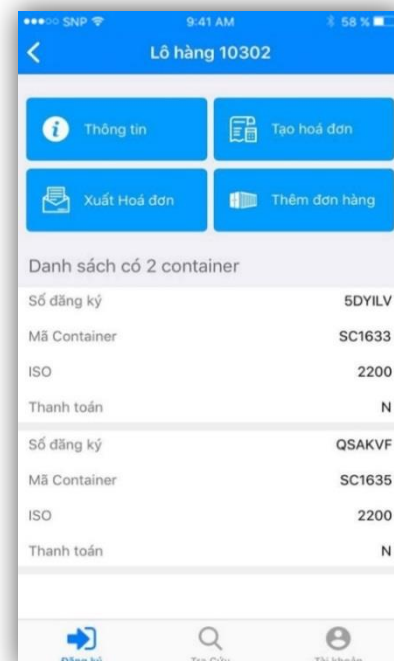 SNP 9:41 AM 58 %
Lô hàng 10302
Thông tin
Tạo hoá đơn
Xuất Hoá đơn
Thêm đơn hàng
Danh sách có 2 container
Số đăng ký 5DYILV
Mã Container SC1633
ISO 2200
Thanh toán N
Số đăng ký QSAKVF
Mã Container SC1635
ISO 2200
Thanh toán N
Đăng ký Tra Cứu Tài khoản